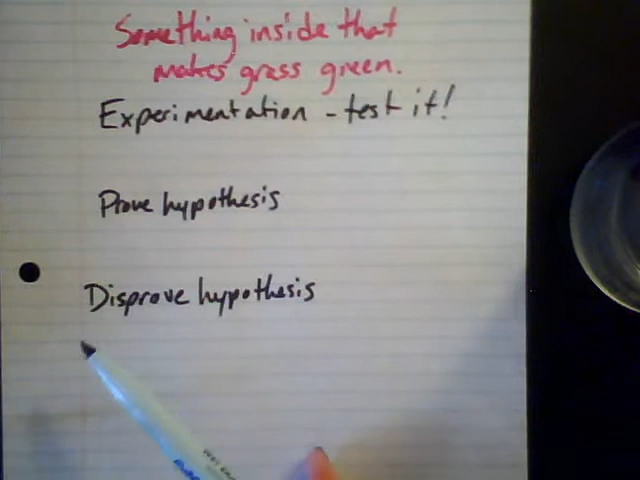 Something inside that
makes grass green.
Experimentation - test it!
Prove hypothesis
Disprove hypothesis